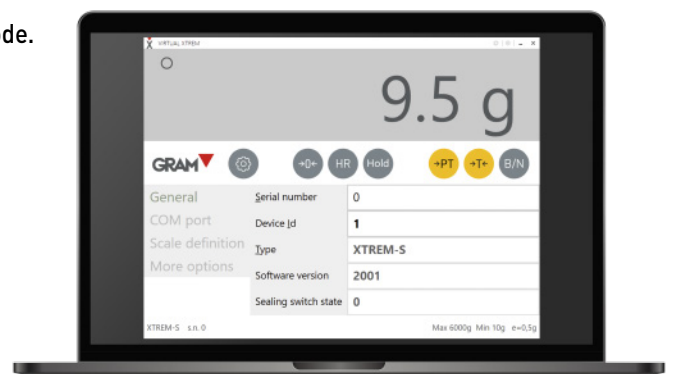 ode.
VIRTUAL XTREM
9.5 g
GRAM
→0← HR Hold →PT →T← B/N
General Serial number 0
COM port Device Id 1
Scale definition Type XTREM-S
More options Software version 2001
Sealing switch state 0
XTREM-S s.n. 0 Max 6000g Min 10g e=0,5g